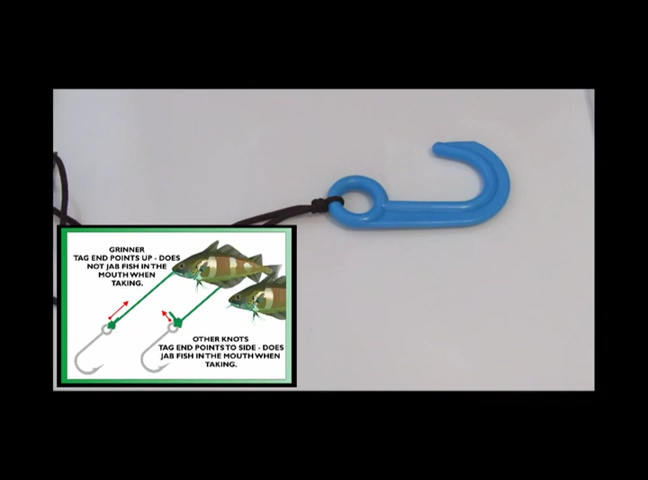 GRINNER
TAG END POINTS UP - DOES
NOT JAB FISH IN THE
MOUTH WHEN
TAKING.
OTHER KNOTS
TAG END POINTS TO SIDE - DOES
JAB FISH IN THE MOUTH WHEN
TAKING.